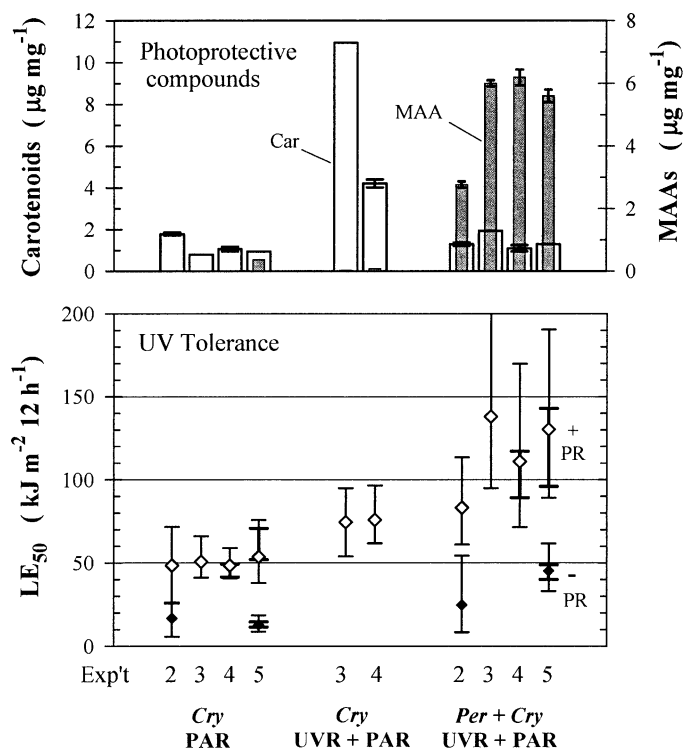 12
10
8
6
4
2
0
Carotenoids ( μg mg⁻¹)
Photoprotective
compounds
Car
MAA
8
6
4
2
0
MAAs ( μg mg⁻¹)
200
150
100
50
0
LE₅₀ ( kJ m⁻² 12 h⁻¹)
UV Tolerance
+
PR
-
PR
Exp't 2 3 4 5 3 4 2 3 4 5
Cry Cry Per + Cry
PAR UVR + PAR UVR + PAR